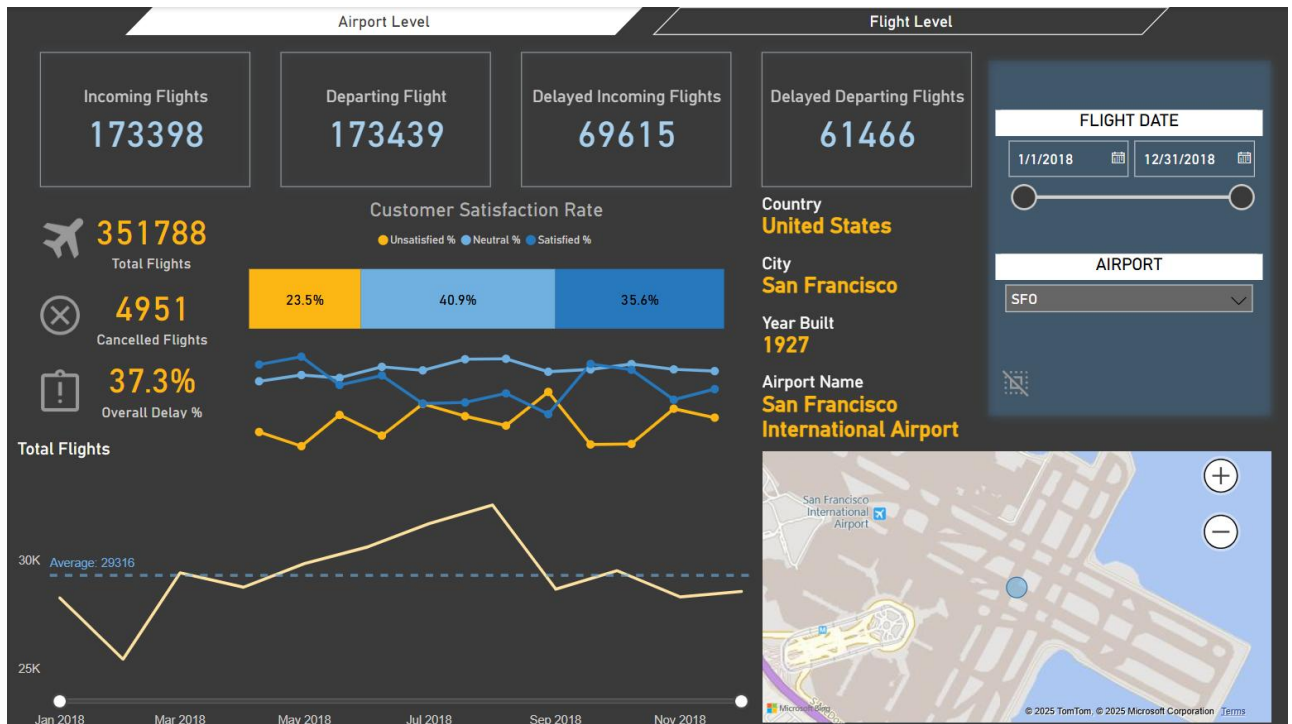 Airport Level
Flight Level
Incoming Flights
173398
Departing Flight
173439
Delayed Incoming Flights
69615
Delayed Departing Flights
61466
FLIGHT DATE
1/1/2018
12/31/2018
AIRPORT
SFO
351788
Total Flights
4951
Cancelled Flights
37.3%
Overall Delay %
Customer Satisfaction Rate
Unsatisfied % Neutral % Satisfied %
23.5% 40.9% 35.6%
Country
United States
City
San Francisco
Year Built
1927
Airport Name
San Francisco
International Airport
Total Flights
30K
Average: 29316
25K
Jan 2018 Mar 2018 May 2018 Jul 2018 Sep 2018 Nov 2018
San Francisco
International
Airport
Microsoft Bing
© 2025 TomTom, © 2025 Microsoft Corporation Terms